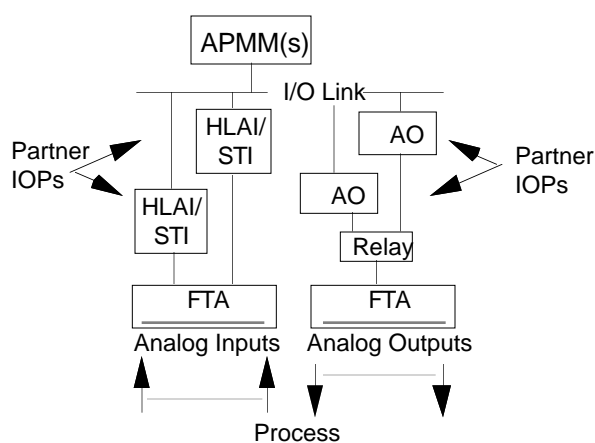 APMM(s)
I/O Link
HLAI/
STI
AO
Partner
IOPs
Partner
IOPs
HLAI/
STI
AO
Relay
FTA
FTA
Analog Inputs
Analog Outputs
Process